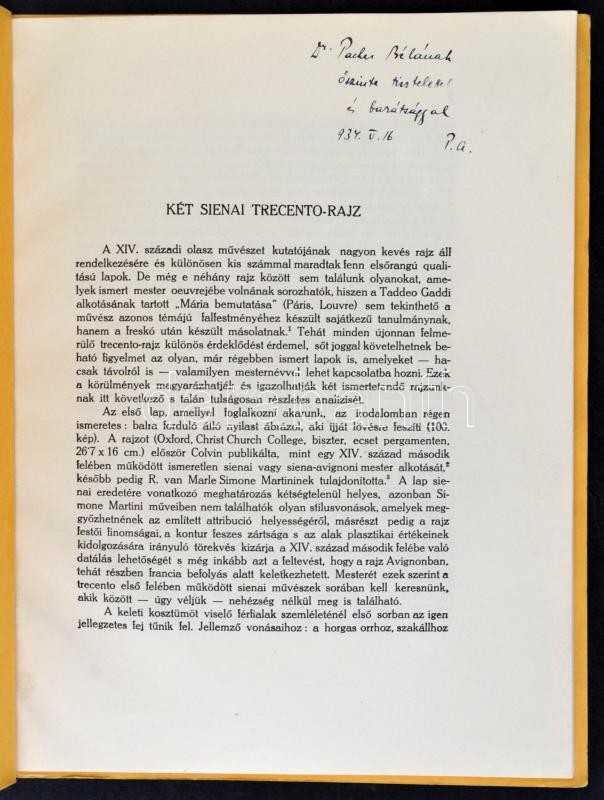 Dr. Pacher Bélának
őszinte tisztelettel
és barátsággal
934. V. 16 P.A.
KÉT SIENAI TRECENTO-RAJZ
A XIV. századi olasz művészet kutatójának nagyon kevés rajz áll
rendelkezésére és különösen kis számmal maradtak fenn elsőrangú quali-
tású lapok. De még e néhány rajz között sem találunk olyanokat, ame-
lyek ismert mester oeuvrejébe volnának sorozhatók, hiszen a Taddeo Gaddi
alkotásának tartott „Mária bemutatása" (Páris, Louvre) sem tekinthető a
művész azonos témájú falfestményéhez készült sajátkezű tanulmánynak,
hanem a freskó után készült másolatnak.¹ Tehát minden újonnan felme-
rülő trecento-rajz különös érdeklődést érdemel, sőt joggal követelhetnek be-
ható figyelmet az olyan, már régebben ismert lapok is, amelyeket — ha-
csak távolról is — valamilyen mesternévvel lehet kapcsolatba hozni. Ezek
a körülmények magyarázhatják és igazolhatják két ismertetendő rajzunk-
nak itt következő s talán tulságosan részletes analizisét.
Az első lap, amellyel foglalkozni akarunk, az irodalomban régen
ismeretes: balra forduló álló nyilast ábrázol, aki ijját lövésre feszíti (100.
kép). A rajzot (Oxford, Christ Church College, biszter, ecset pergamenten,
26·7 x 16 cm.) először Colvin publikálta, mint egy XIV. század második
felében működött ismeretlen sienai vagy siena-avignoni mester alkotását,²
később pedig R. van Marle Simone Martininek tulajdonította.³ A lap sie-
nai eredetére vonatkozó meghatározás kétségtelenül helyes, azonban Si-
mone Martini műveiben nem találhatók olyan stílusvonások, amelyek meg-
győzhetnének az említett attribució helyességéről, másrészt pedig a rajz
festői finomságai, a kontur feszes zártsága s az alak plasztikai értékeinek
kidolgozására irányuló törekvés kizárja a XIV. század második felébe való
datálás lehetőségét s még inkább azt a feltevést, hogy a rajz Avignonban,
tehát részben francia befolyás alatt keletkezhetett. Mesterét ezek szerint a
trecento első felében működött sienai művészek sorában kell keresnünk,
akik között — úgy véljük — nehézség nélkül meg is található.
A keleti kosztümöt viselő férfialak szemléleténél első sorban az igen
jellegzetes fej tűnik fel. Jellemző vonásaihoz: a horgas orrhoz, szakállhoz